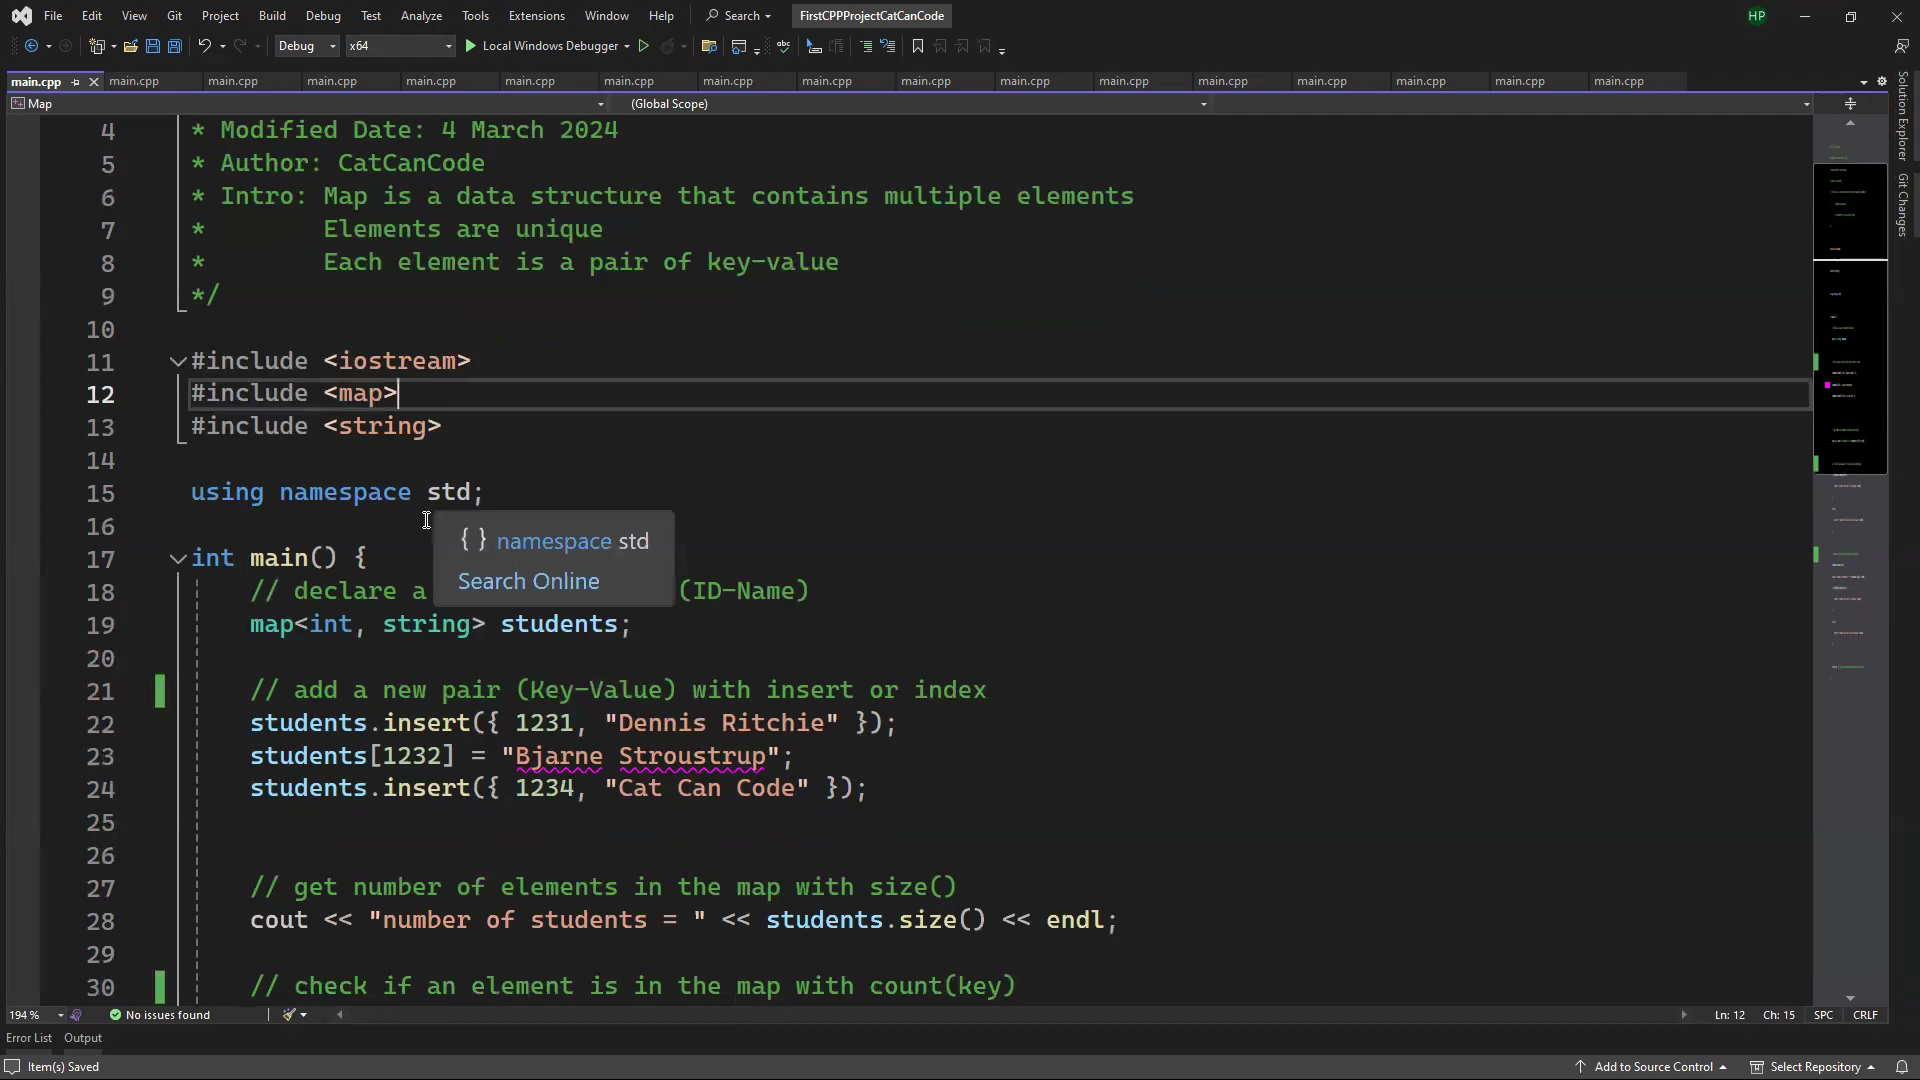 File Edit View Git Project Build Debug Test Analyze Tools Extensions Window Help Search FirstCPPProjectCatCanCode HP
Debug x64 Local Windows Debugger
main.cpp main.cpp main.cpp main.cpp main.cpp main.cpp main.cpp main.cpp main.cpp main.cpp main.cpp main.cpp main.cpp main.cpp main.cpp main.cpp main.cpp
Map (Global Scope)
4 * Modified Date: 4 March 2024
5 * Author: CatCanCode
6 * Intro: Map is a data structure that contains multiple elements
7 * Elements are unique
8 * Each element is a pair of key-value
9 */
10
11 #include <iostream>
12 #include <map>
13 #include <string>
14
15 using namespace std;
16
{ } namespace std
17 int main() {
Search Online
18 // declare a (ID-Name)
19 map<int, string> students;
20
21 // add a new pair (Key-Value) with insert or index
22 students.insert({ 1231, "Dennis Ritchie" });
23 students[1232] = "Bjarne Stroustrup";
24 students.insert({ 1234, "Cat Can Code" });
25
26
27 // get number of elements in the map with size()
28 cout << "number of students = " << students.size() << endl;
29
30 // check if an element is in the map with count(key)
194 % No issues found Ln: 12 Ch: 15 SPC CRLF
Error List Output
Item(s) Saved Add to Source Control Select Repository
Solution Explorer
Git Changes